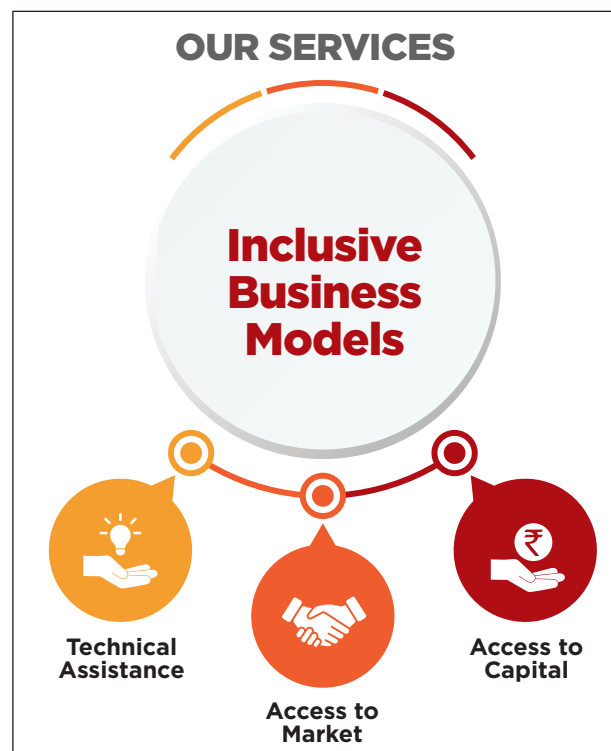 OUR SERVICES
Inclusive
Business
Models
₹
Technical
Assistance
Access to
Market
Access to
Capital